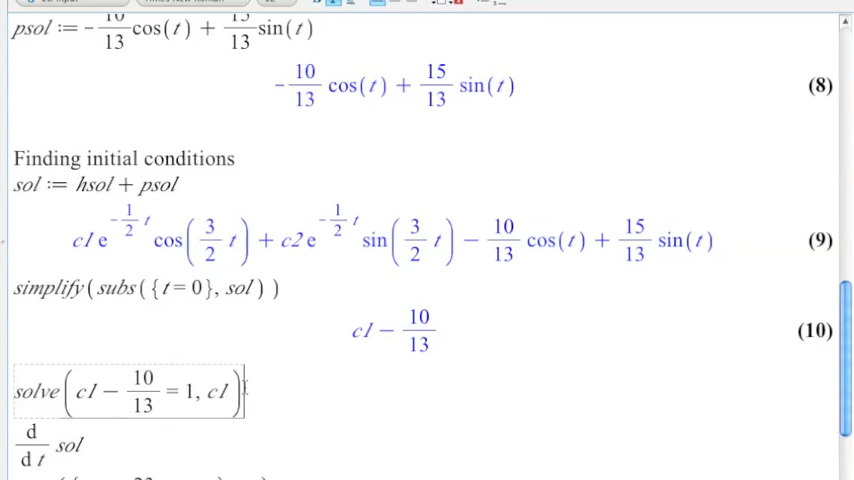 psol := - 10/13 cos(t) + 15/13 sin(t)
- 10/13 cos(t) + 15/13 sin(t) (8)
Finding initial conditions
sol := hsol + psol
c1 e^(-1/2 t) cos(3/2 t) + c2 e^(-1/2 t) sin(3/2 t) - 10/13 cos(t) + 15/13 sin(t) (9)
simplify(subs({t=0}, sol))
c1 - 10/13 (10)
solve(c1 - 10/13 = 1, c1)
d/dt sol